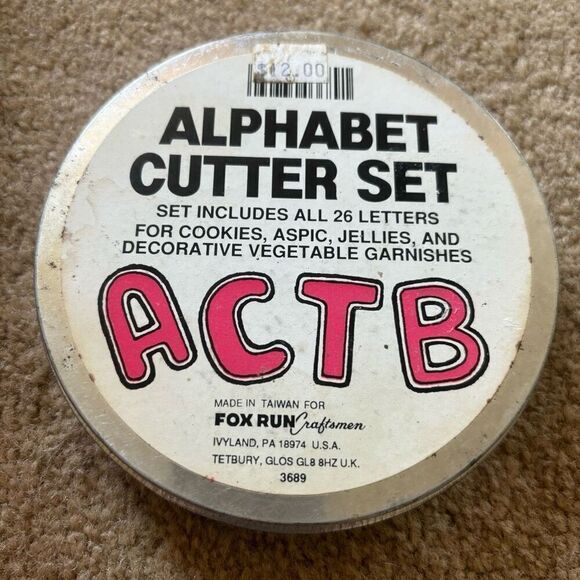 $12.00
ALPHABET
CUTTER SET
SET INCLUDES ALL 26 LETTERS
FOR COOKIES, ASPIC, JELLIES, AND
DECORATIVE VEGETABLE GARNISHES
ACTB
MADE IN TAIWAN FOR
FOX RUN Craftsmen
IVYLAND, PA 18974 U.S.A.
TETBURY, GLOS GL8 8HZ U.K.
3689